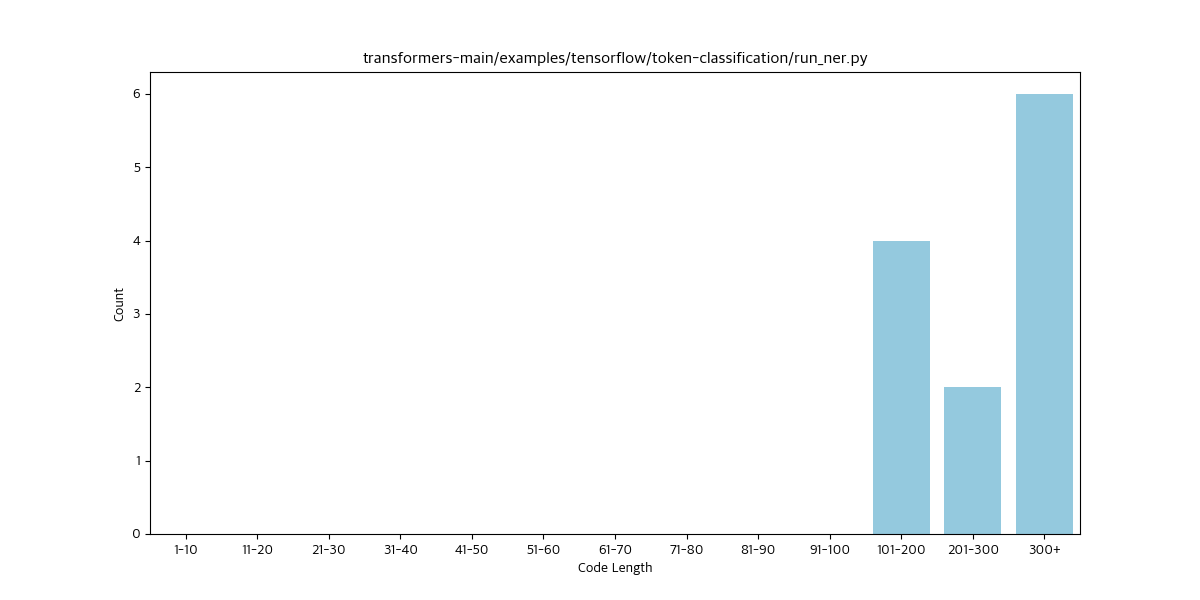 transformers-main/examples/tensorflow/token-classification/run_ner.py
6
5
4
3
2
1
0
Count
1-10 11-20 21-30 31-40 41-50 51-60 61-70 71-80 81-90 91-100 101-200 201-300 300+
Code Length